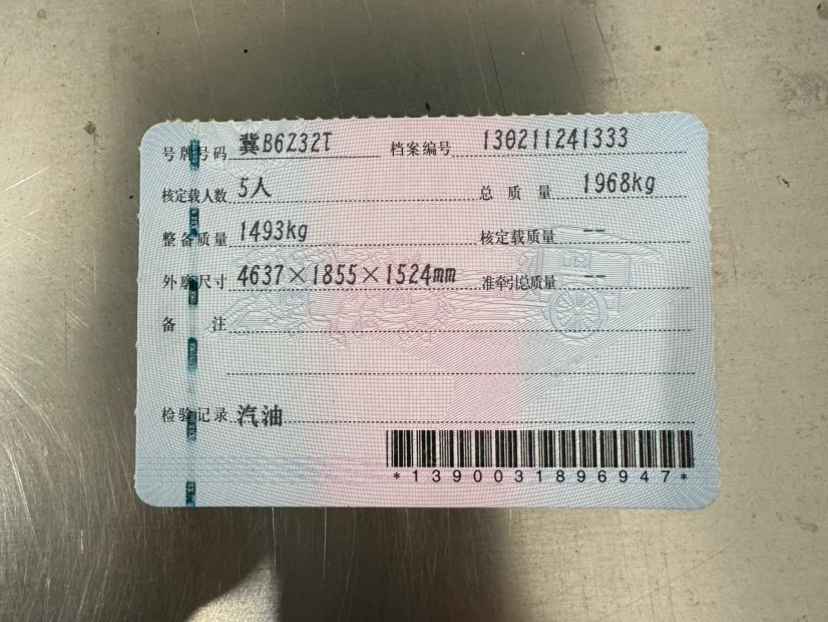 号牌号码 冀B6Z32T 档案编号 130211241333
核定载人数 5人 总质量 1968kg
整备质量 1493kg 核定载质量 --
外廓尺寸 4637×1855×1524mm 准牵引总质量 --
备注
检验记录 汽油
*1390031896947*